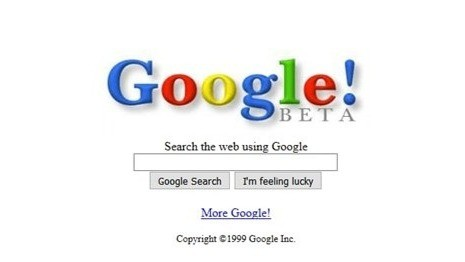 Google!
BETA
Search the web using Google
Google Search I'm feeling lucky
More Google!
Copyright ©1999 Google Inc.